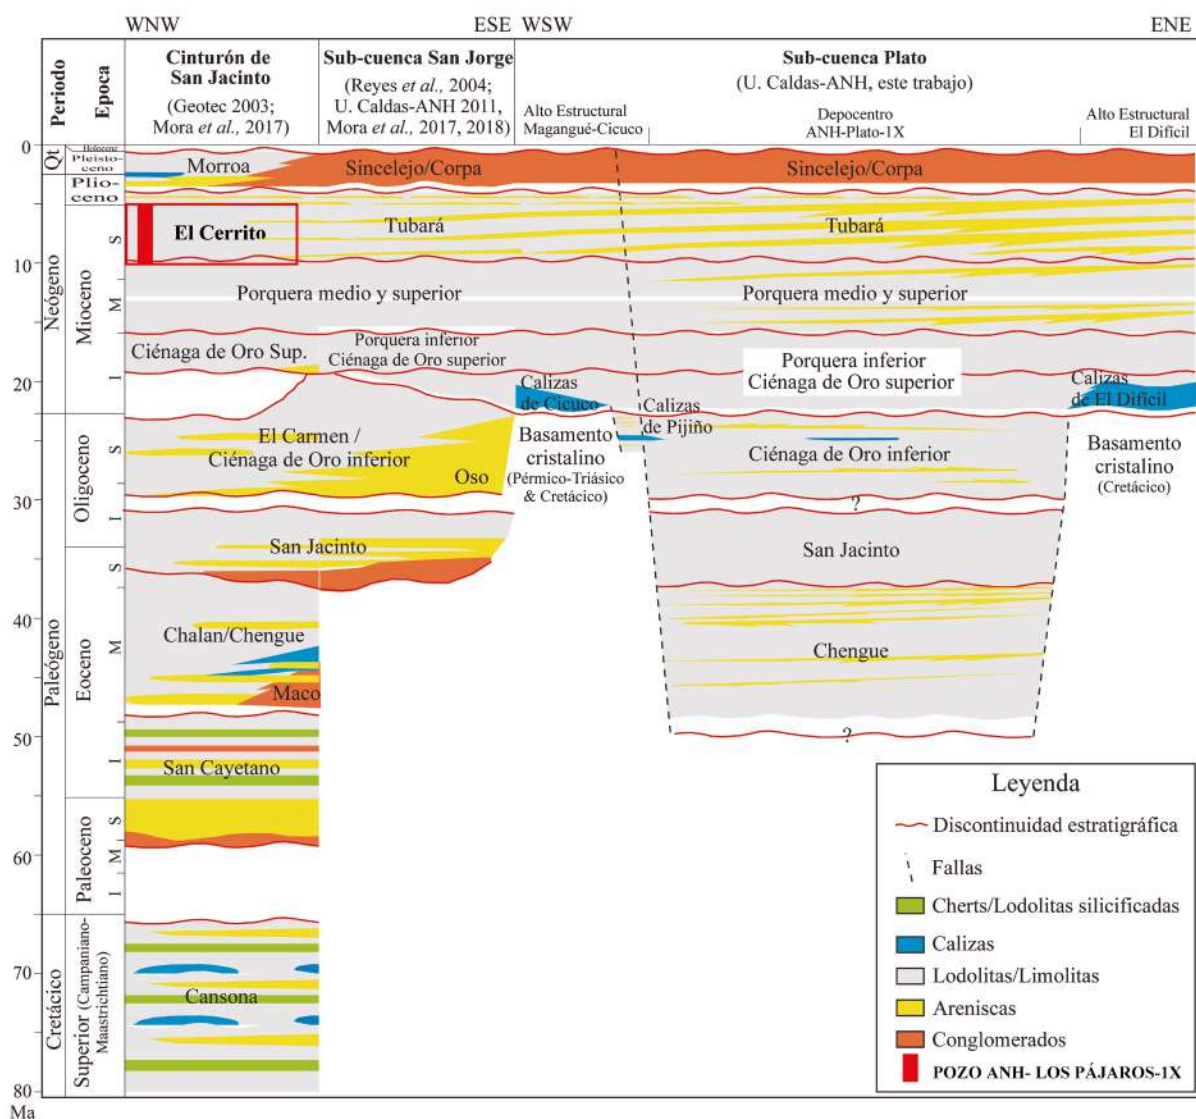 WNW
ESE
WSW
ENE
Periodo
Epoca
Cinturón de
San Jacinto
(Geotec 2003;
Mora et al., 2017)
Sub-cuenca San Jorge
(Reyes et al., 2004;
U. Caldas-ANH 2011,
Mora et al., 2017, 2018)
Sub-cuenca Plato
(U. Caldas-ANH, este trabajo)
Alto Estructural
Magangué-Cicuco
Depocentro
ANH-Plato-1X
Alto Estructural
El Difícil
0
10
20
30
40
50
60
70
80
Ma
Qt
Neógeno
Paleógeno
Cretácico
Holoceno
Pleisto-
ceno
Plio-
ceno
Mioceno
Oligoceno
Eoceno
Paleoceno
Superior (Campaniano-
Maastrichtiano)
S
M
I
S
I
S
M
I
S
M
I
Morroa
Sincelejo/Corpa
Sincelejo/Corpa
El Cerrito
Tubará
Tubará
Porquera medio y superior
Porquera medio y superior
Ciénaga de Oro Sup.
Porquera inferior
Ciénaga de Oro superior
Porquera inferior
Ciénaga de Oro superior
Calizas
de Cicuco
Calizas
de Pijiño
Calizas
de El Difícil
El Carmen /
Ciénaga de Oro inferior
Oso
Basamento
cristalino
(Pérmico-Triásico
& Cretácico)
Ciénaga de Oro inferior
Basamento
cristalino
(Cretácico)
?
San Jacinto
San Jacinto
Chalan/Chengue
Maco
Chengue
?
San Cayetano
Cansona
Leyenda
Discontinuidad estratigráfica
Fallas
Cherts/Lodolitas silicificadas
Calizas
Lodolitas/Limolitas
Areniscas
Conglomerados
POZO ANH- LOS PÁJAROS-1X